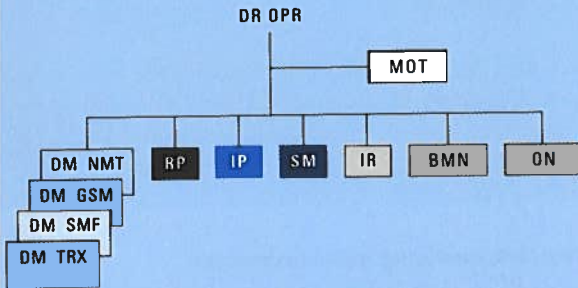 DR OPR
MOT
DM NMT RP IP SM IR BMN ON
DM GSM
DM SMF
DM TRX